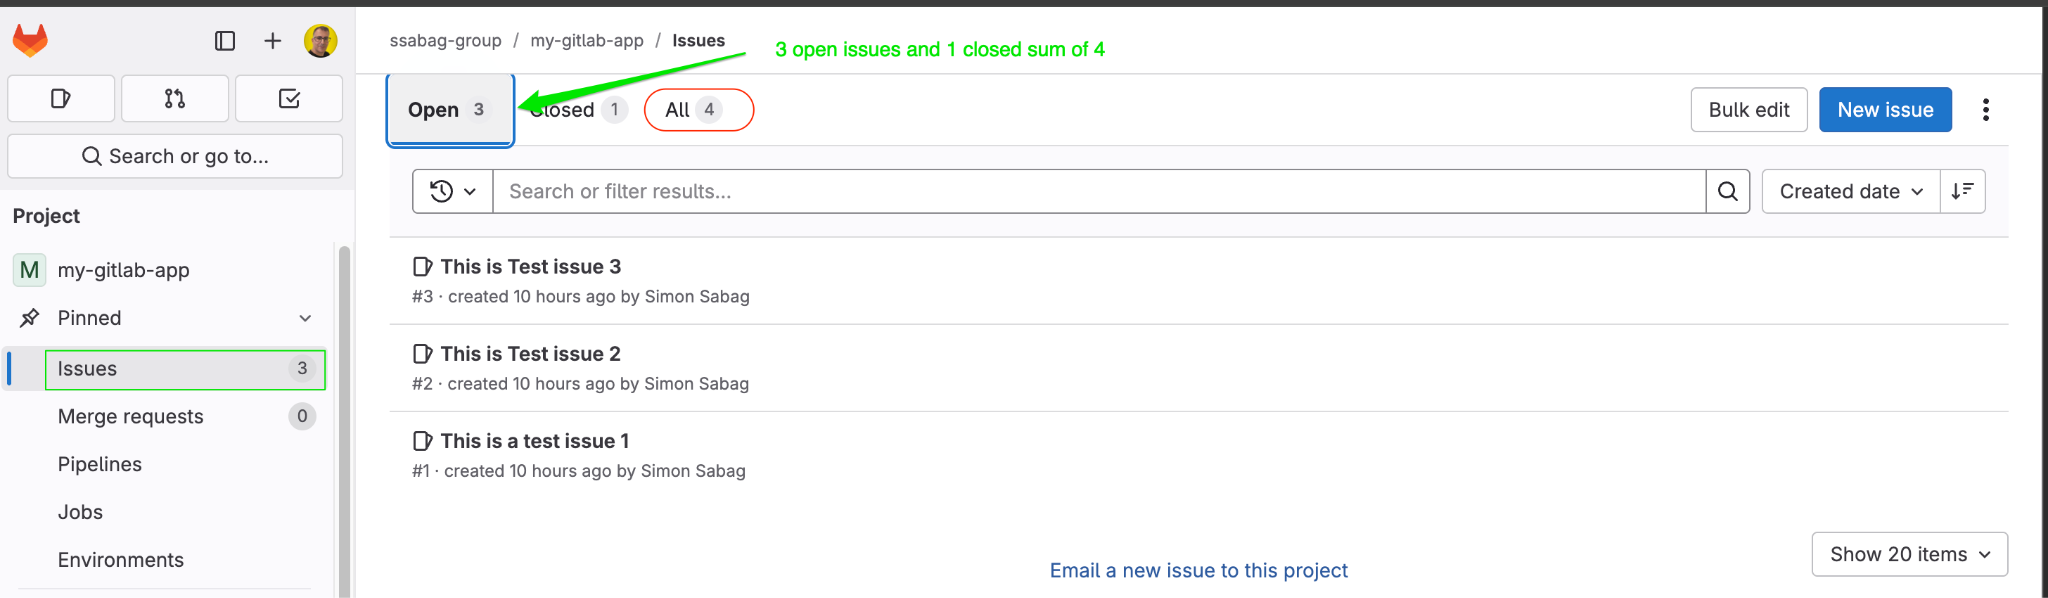 ssabag-group / my-gitlab-app / Issues
3 open issues and 1 closed sum of 4
Open 3
Closed 1
All 4
Bulk edit
New issue
Search or go to...
Search or filter results...
Created date
Project
M my-gitlab-app
Pinned
Issues 3
Merge requests 0
Pipelines
Jobs
Environments
This is Test issue 3
#3 · created 10 hours ago by Simon Sabag
This is Test issue 2
#2 · created 10 hours ago by Simon Sabag
This is a test issue 1
#1 · created 10 hours ago by Simon Sabag
Email a new issue to this project
Show 20 items